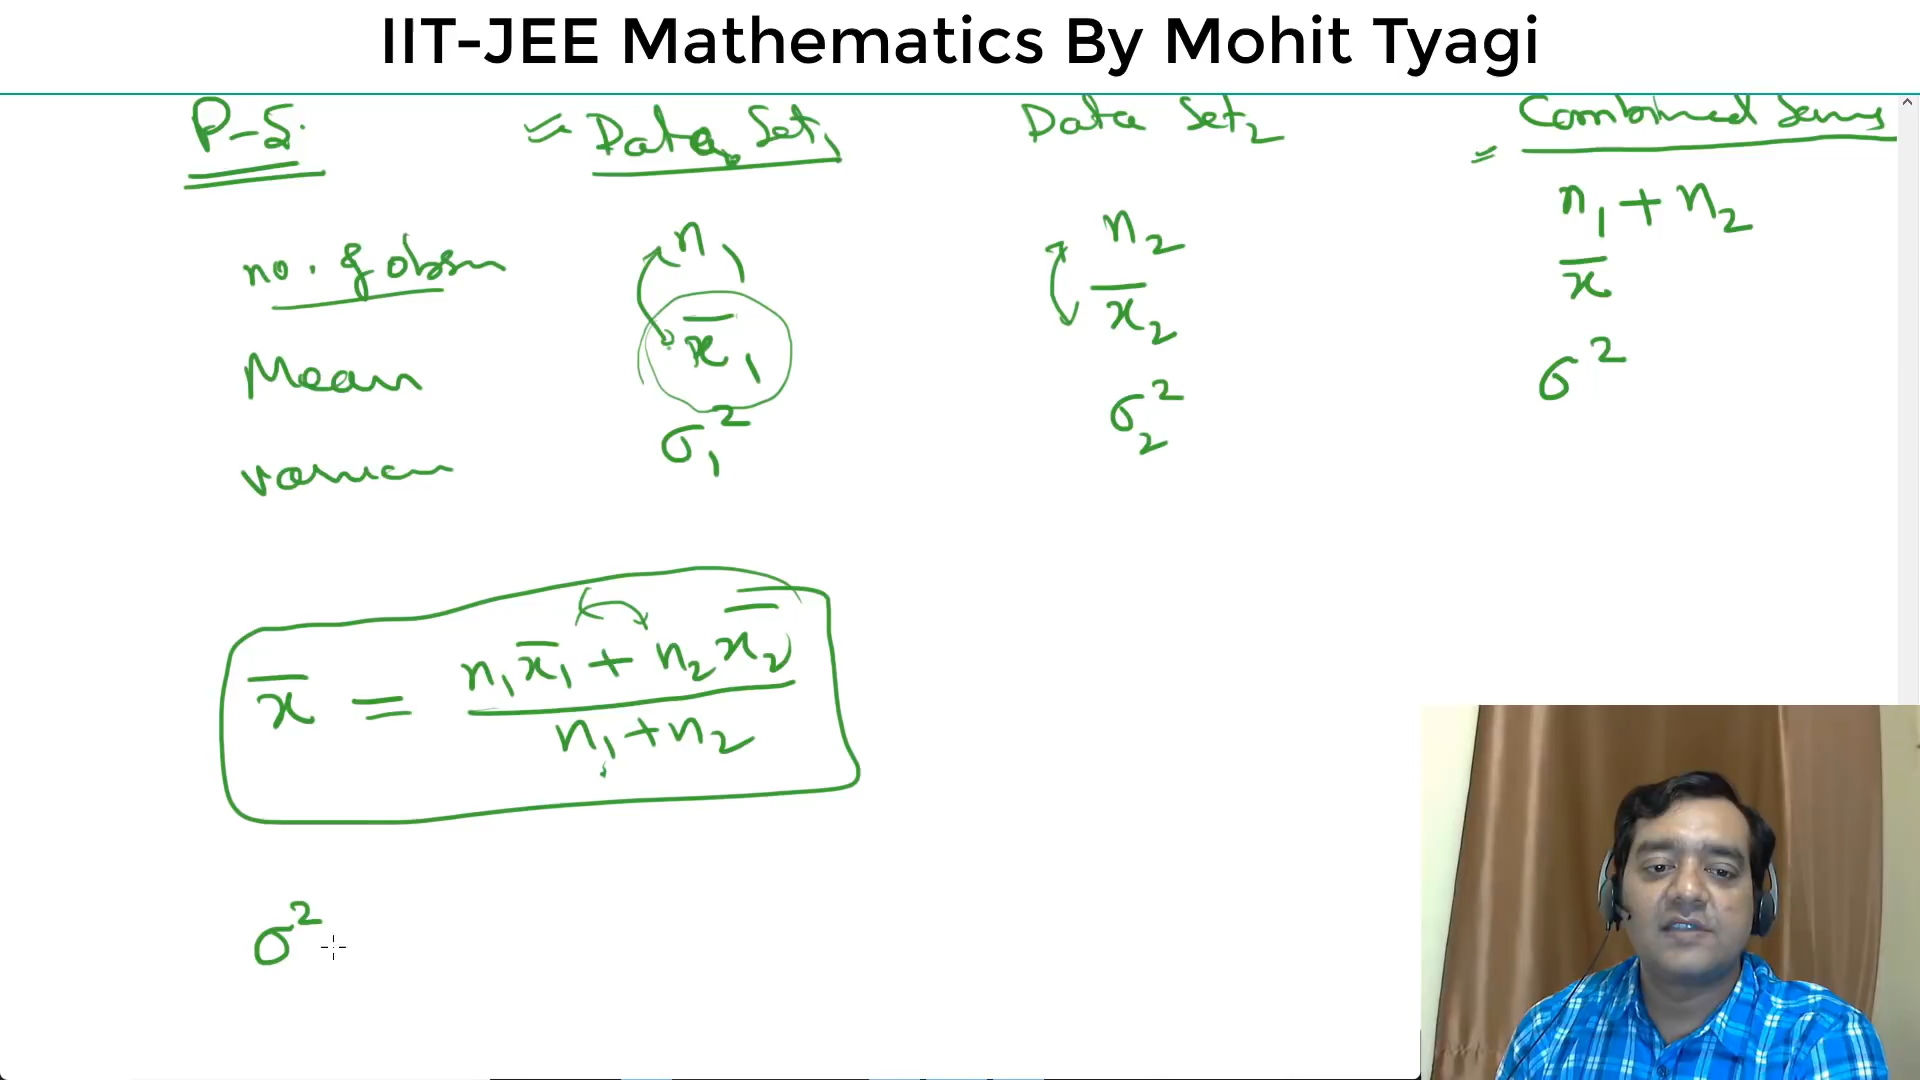 IIT-JEE Mathematics By Mohit Tyagi
P-S. = Data Set₁ Data Set₂ = Combined Series
no. of obsn n₁ n₂ n₁ + n₂
Mean x̄₁ x̄₂ x̄
varian σ₁² σ₂² σ²
x̄ = (n₁x̄₁ + n₂x̄₂) / (n₁ + n₂)
σ²